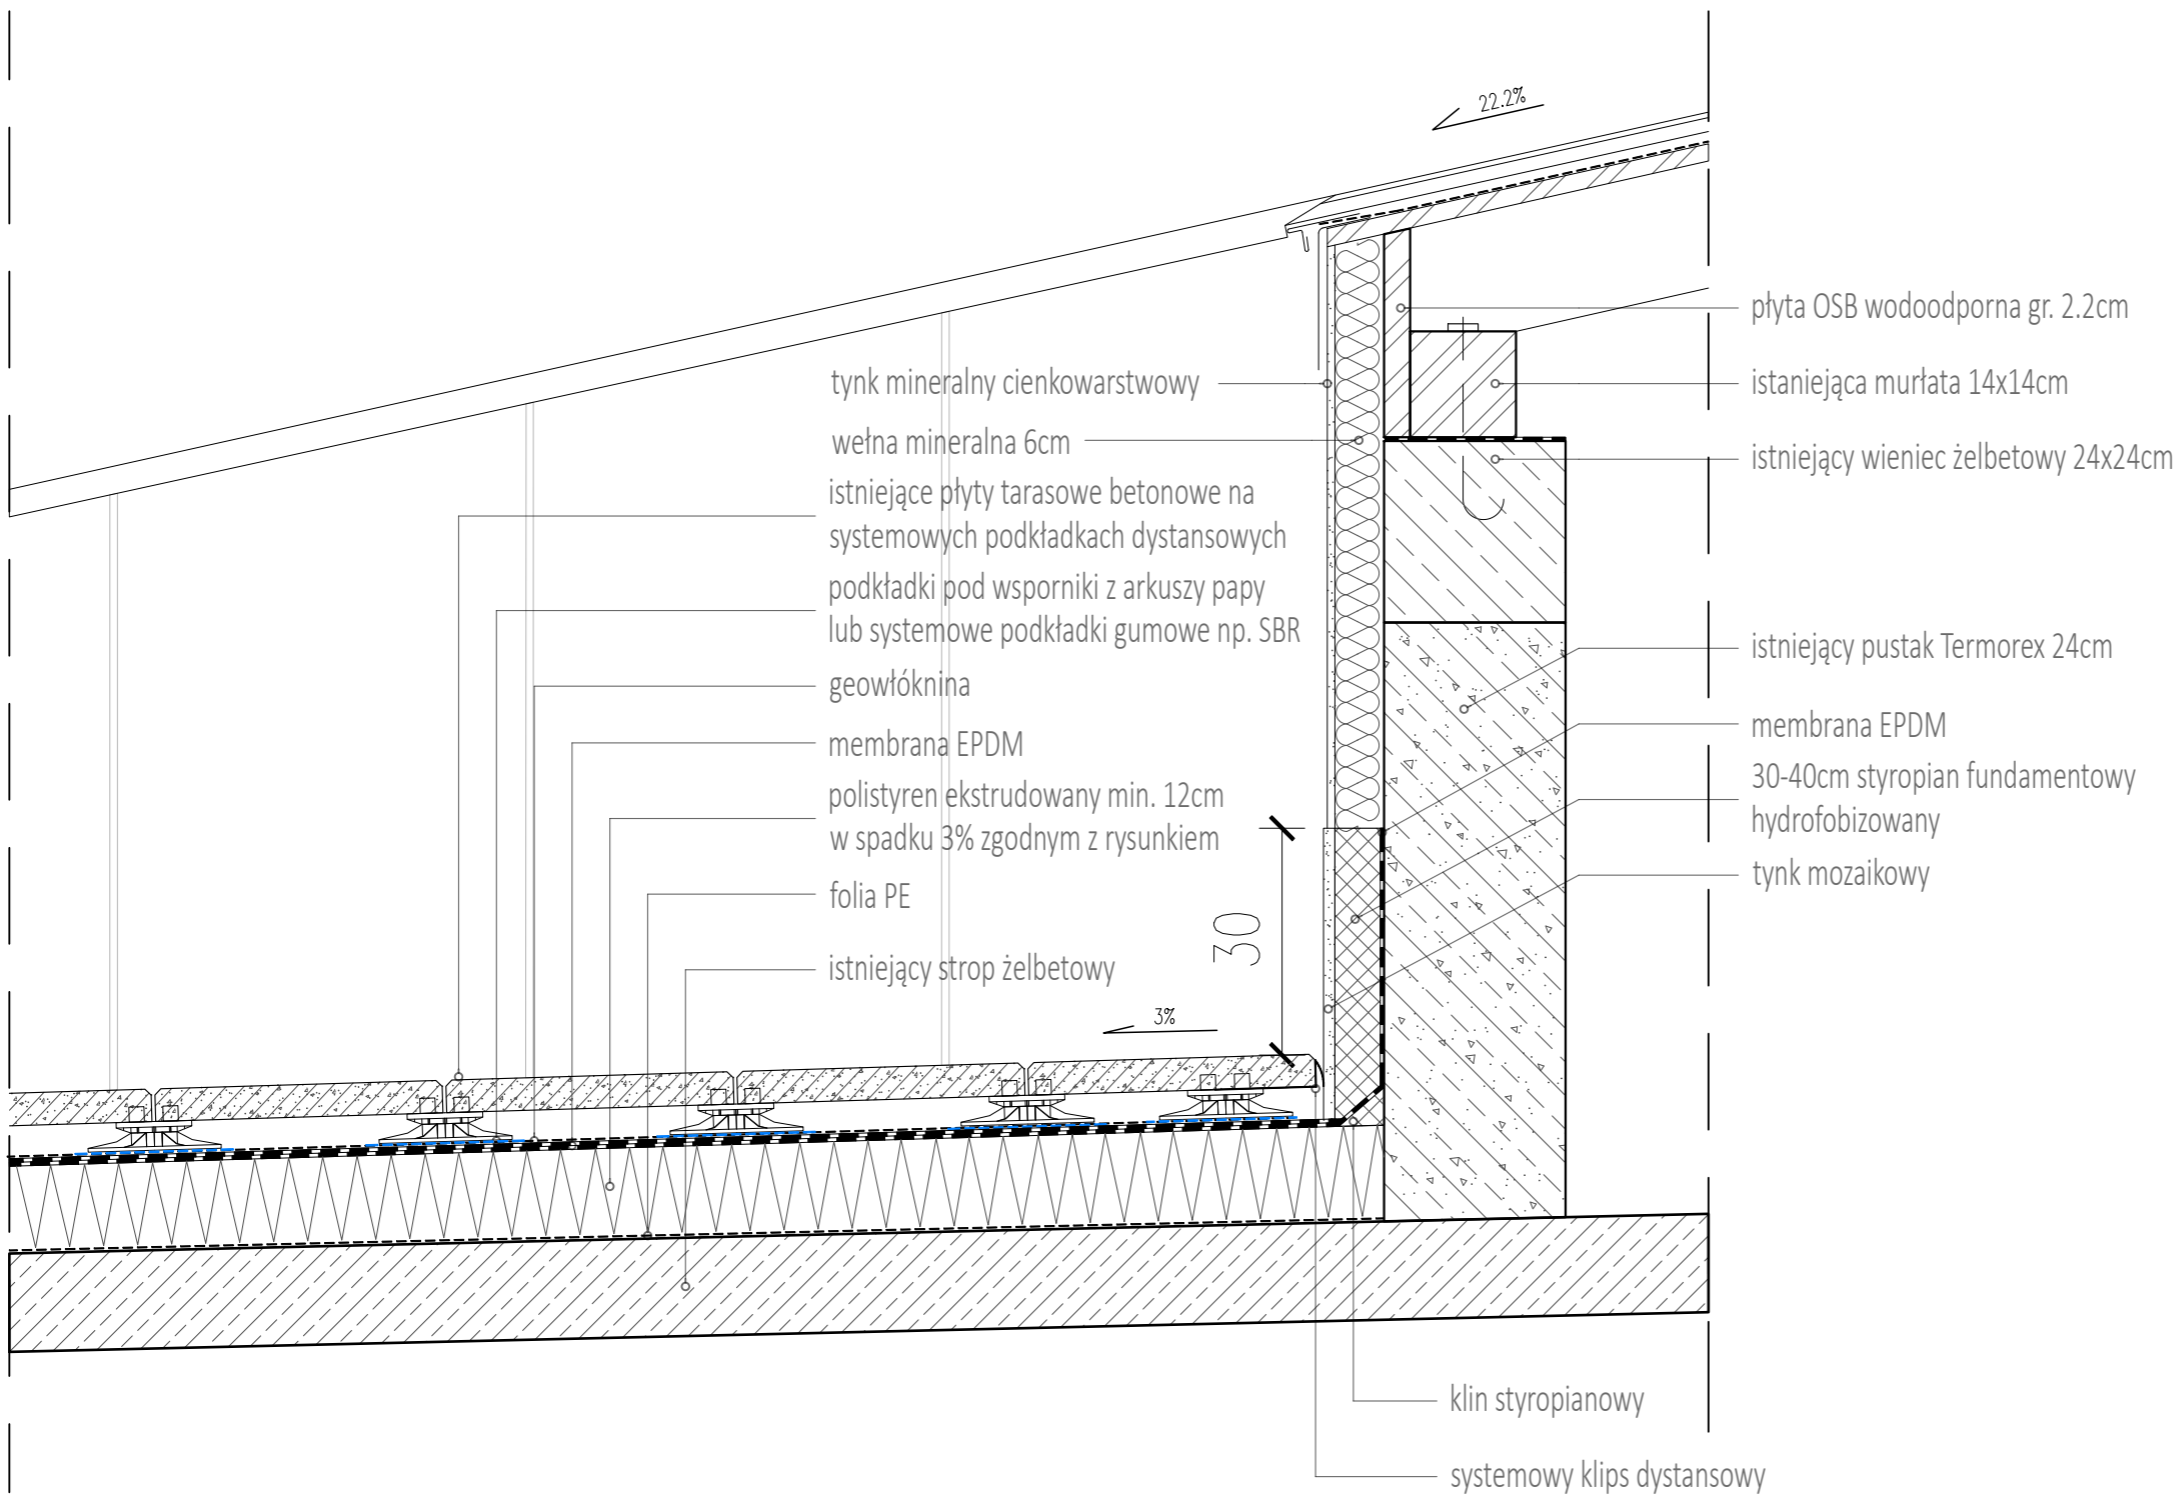 22.2%
płyta OSB wodoodporna gr. 2.2cm
istaniejąca murłata 14x14cm
istniejący wieniec żelbetowy 24x24cm
tynk mineralny cienkowarstwowy
wełna mineralna 6cm
istniejące płyty tarasowe betonowe na
systemowych podkładkach dystansowych
podkładki pod wsporniki z arkuszy papy
lub systemowe podkładki gumowe np. SBR
geowłóknina
membrana EPDM
polistyren ekstrudowany min. 12cm
w spadku 3% zgodnym z rysunkiem
folia PE
istniejący strop żelbetowy
istniejący pustak Termorex 24cm
membrana EPDM
30-40cm styropian fundamentowy
hydrofobizowany
tynk mozaikowy
30
3%
klin styropianowy
systemowy klips dystansowy